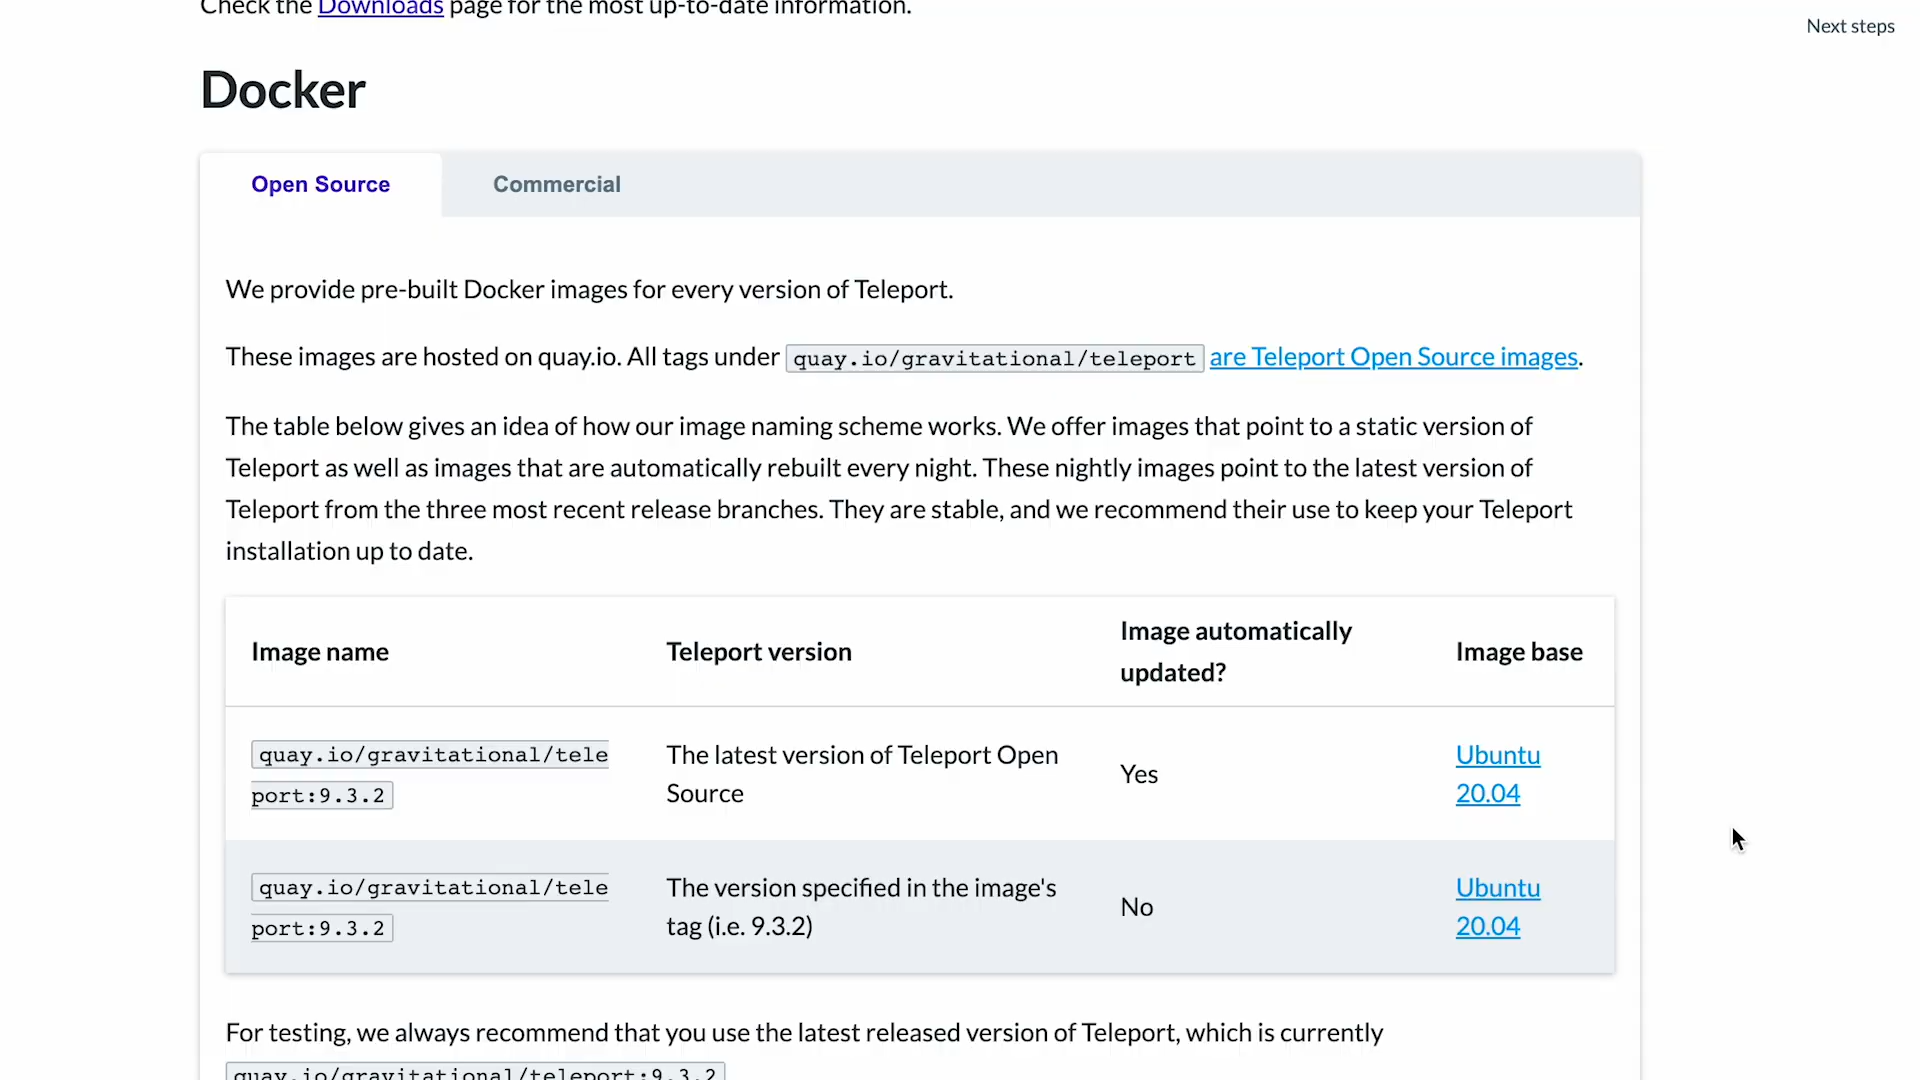 Check the Downloads page for the most up-to-date information.
Next steps
Docker
Open Source
Commercial
We provide pre-built Docker images for every version of Teleport.
These images are hosted on quay.io. All tags under quay.io/gravitational/teleport are Teleport Open Source images.
The table below gives an idea of how our image naming scheme works. We offer images that point to a static version of
Teleport as well as images that are automatically rebuilt every night. These nightly images point to the latest version of
Teleport from the three most recent release branches. They are stable, and we recommend their use to keep your Teleport
installation up to date.
Image name
Teleport version
Image automatically
updated?
Image base
quay.io/gravitational/tele
port:9.3.2
The latest version of Teleport Open
Source
Yes
Ubuntu
20.04
quay.io/gravitational/tele
port:9.3.2
The version specified in the image's
tag (i.e. 9.3.2)
No
Ubuntu
20.04
For testing, we always recommend that you use the latest released version of Teleport, which is currently
quay.io/gravitational/teleport:9.3.2